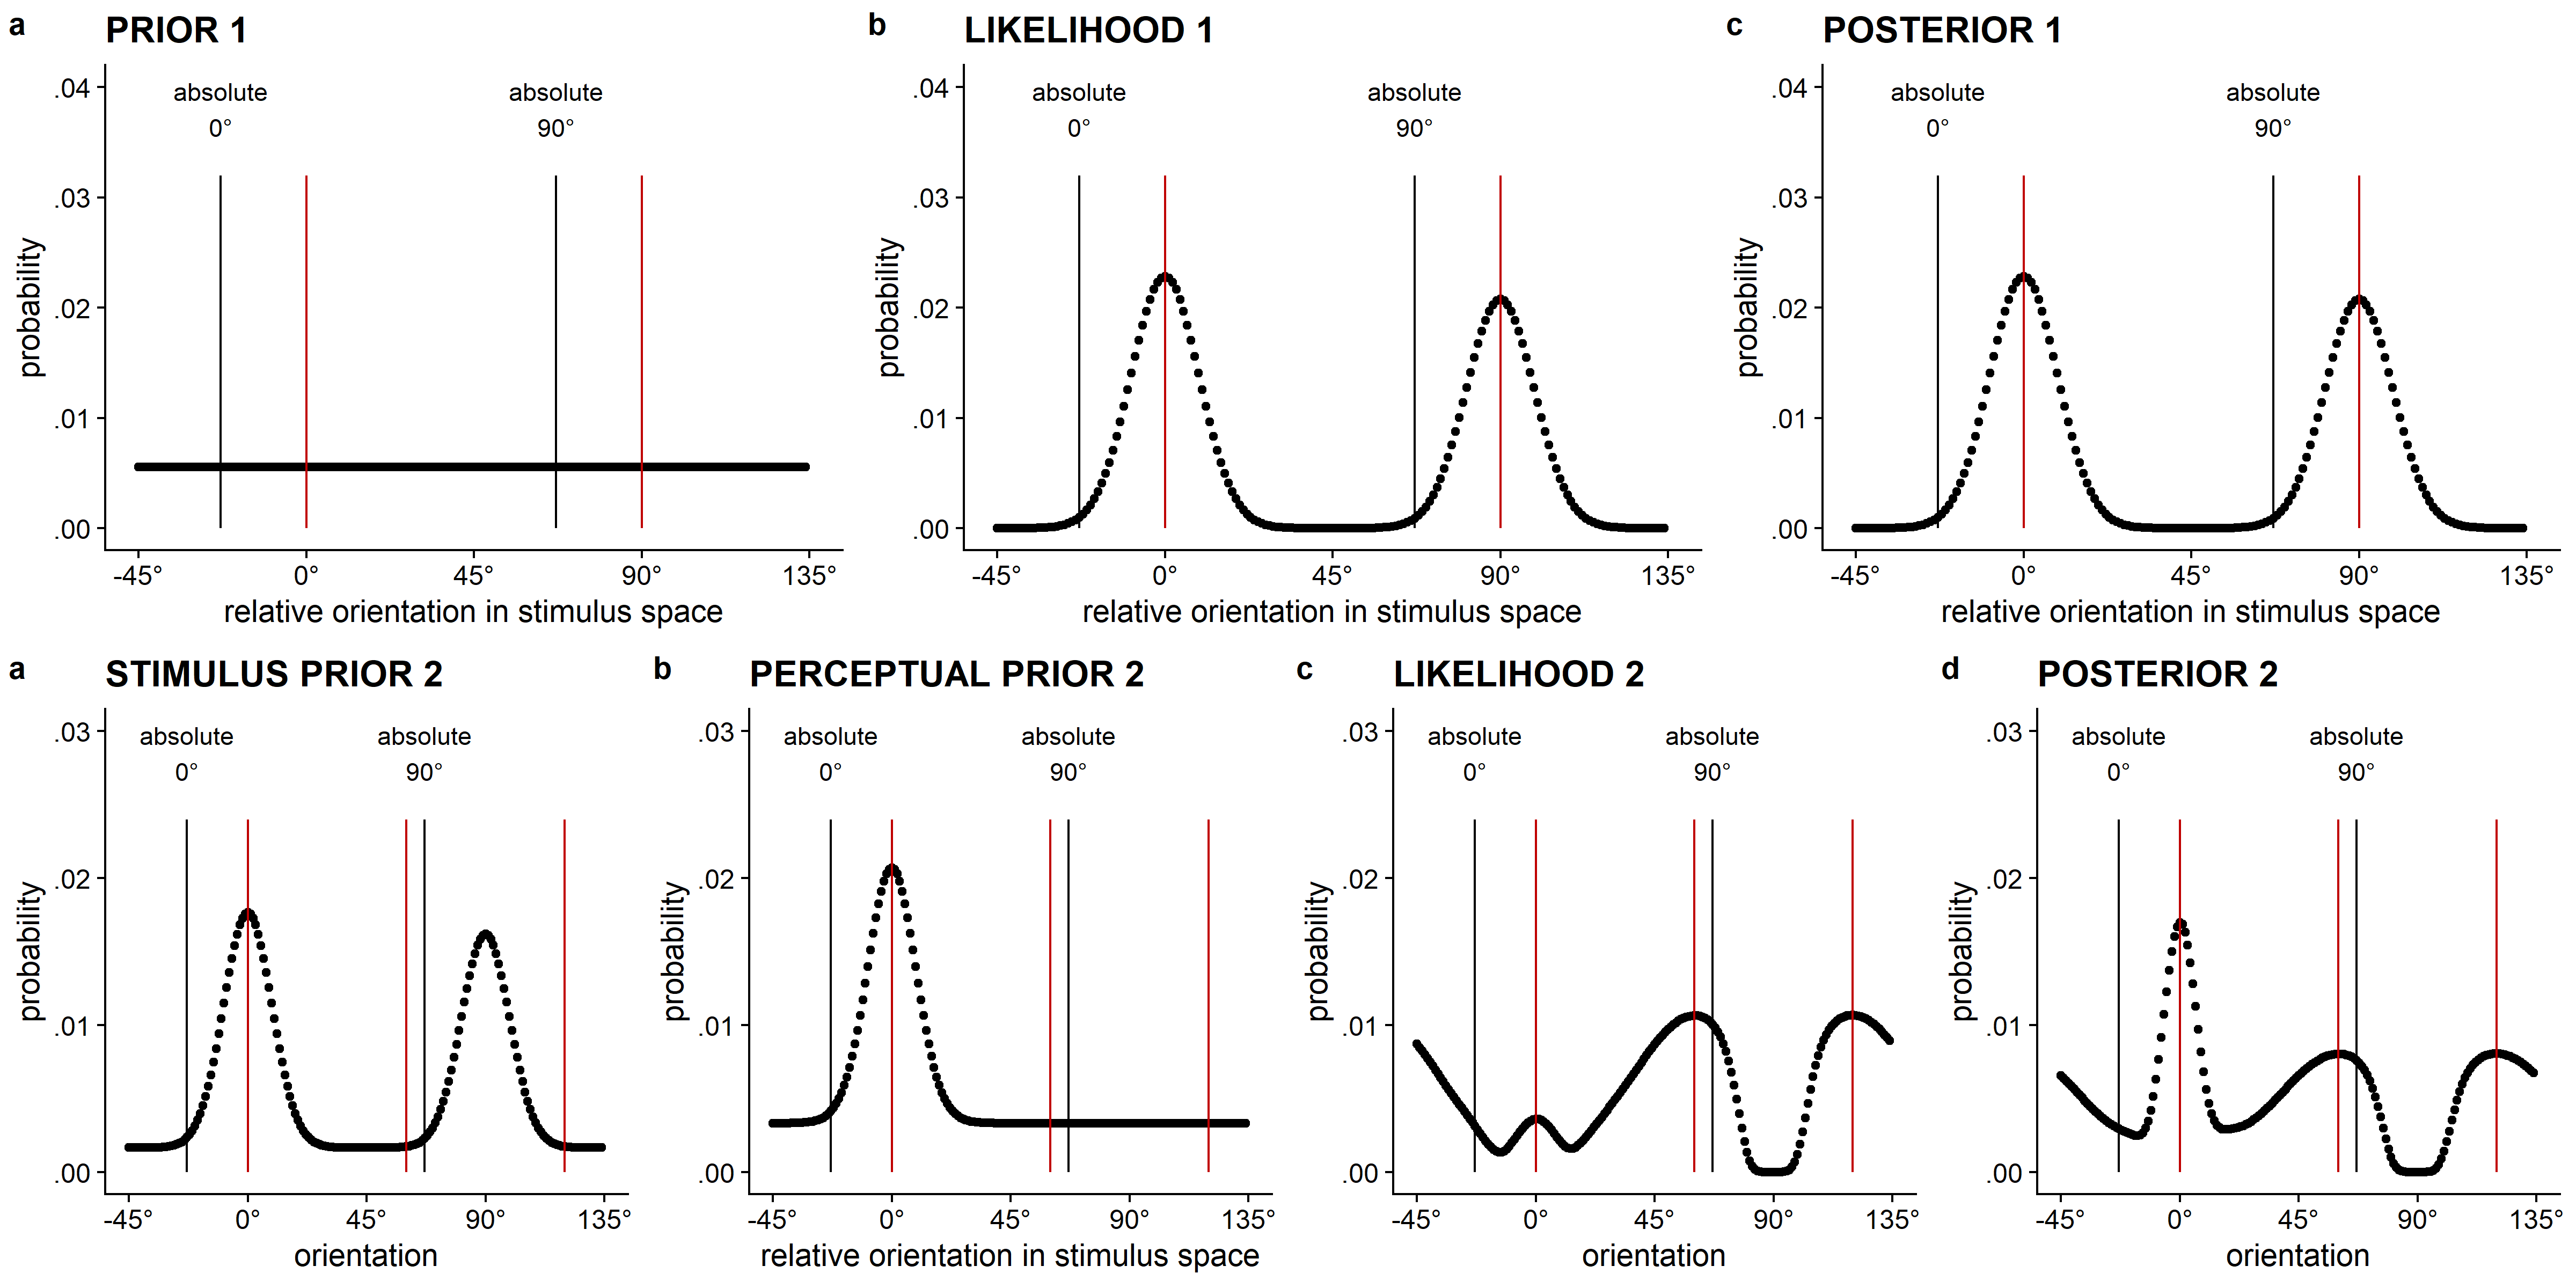 a PRIOR 1
absolute absolute
0° 90°
.04
.03
.02
.01
.00
probability
-45° 0° 45° 90° 135°
relative orientation in stimulus space
b LIKELIHOOD 1
absolute absolute
0° 90°
.04
.03
.02
.01
.00
probability
-45° 0° 45° 90° 135°
relative orientation in stimulus space
c POSTERIOR 1
absolute absolute
0° 90°
.04
.03
.02
.01
.00
probability
-45° 0° 45° 90° 135°
relative orientation in stimulus space
a STIMULUS PRIOR 2
absolute absolute
0° 90°
.03
.02
.01
.00
probability
-45° 0° 45° 90° 135°
orientation
b PERCEPTUAL PRIOR 2
absolute absolute
0° 90°
.03
.02
.01
.00
probability
-45° 0° 45° 90° 135°
relative orientation in stimulus space
c LIKELIHOOD 2
absolute absolute
0° 90°
.03
.02
.01
.00
probability
-45° 0° 45° 90° 135°
orientation
d POSTERIOR 2
absolute absolute
0° 90°
.03
.02
.01
.00
probability
-45° 0° 45° 90° 135°
orientation